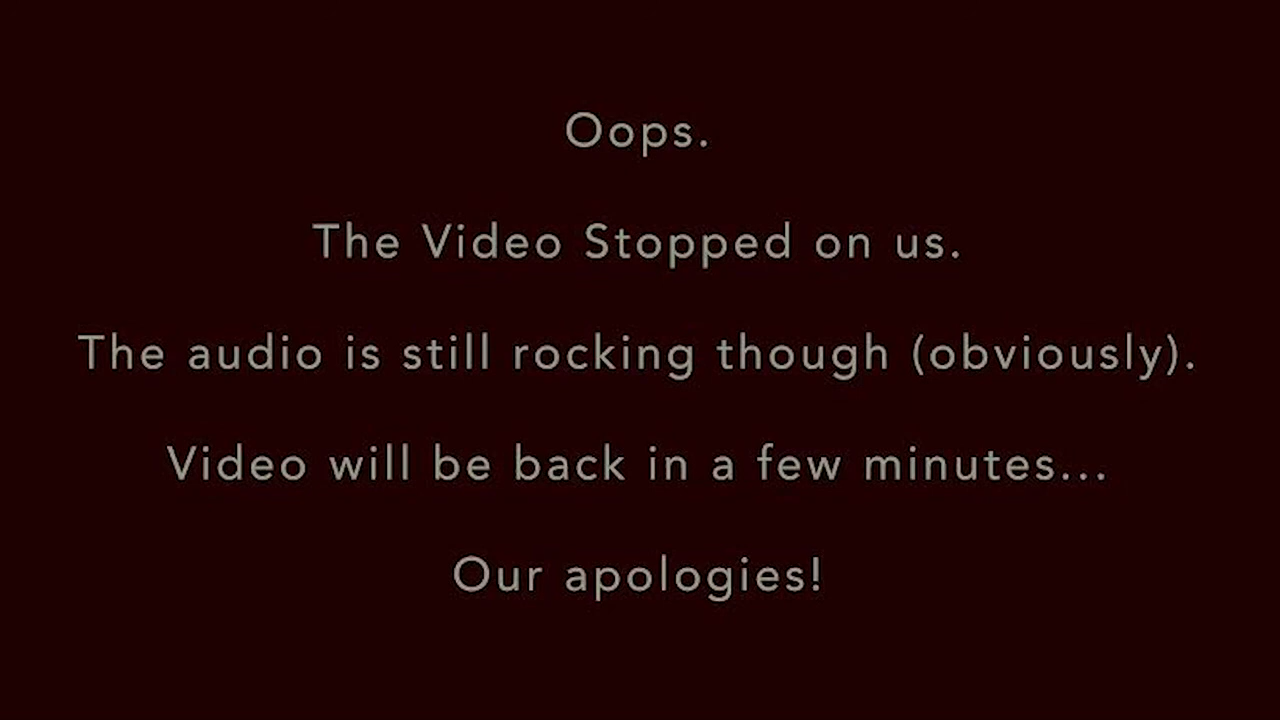 Oops.
The Video Stopped on us.
The audio is still rocking though (obviously).
Video will be back in a few minutes...
Our apologies!